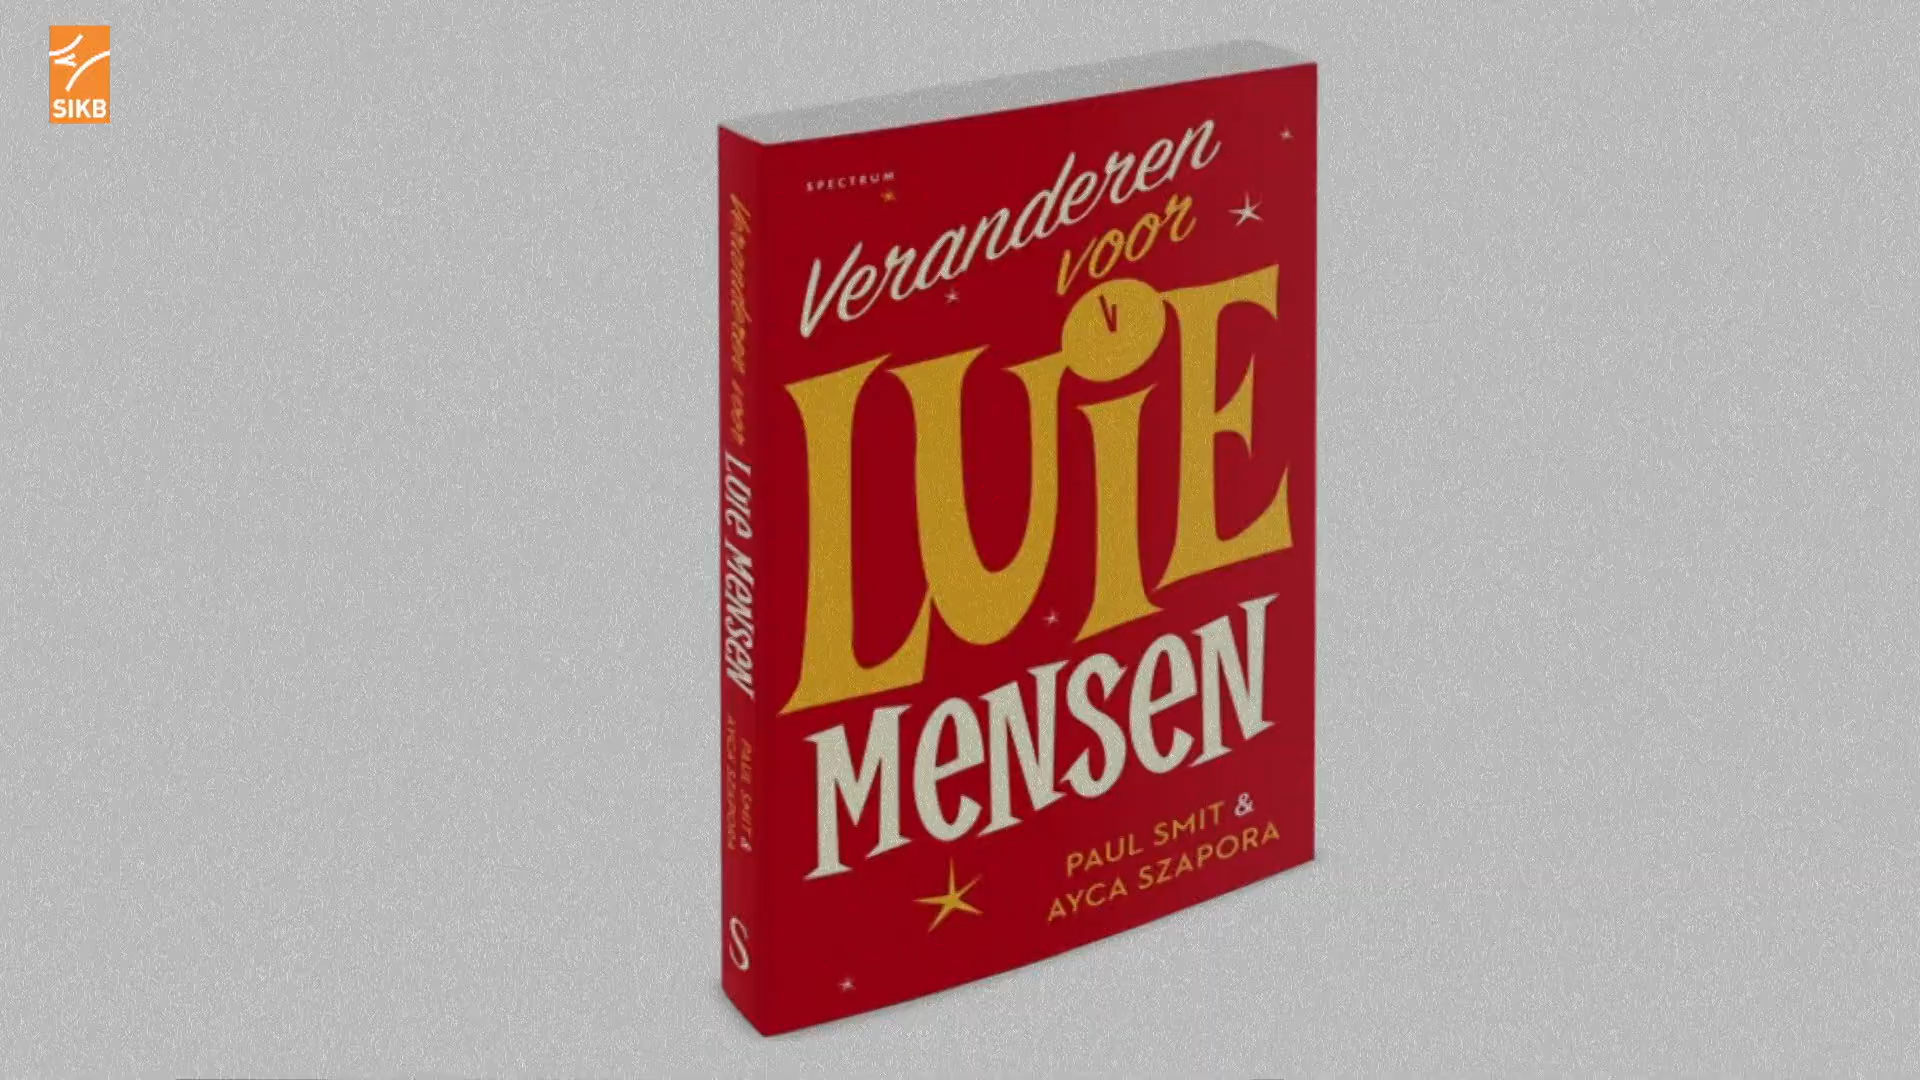 SIKB
SPECTRUM
Veranderen
voor
LUIE
MENSEN
PAUL SMIT &
AYCA SZAPORA
Veranderen voor LUIE MENSEN PAUL SMIT &
AYCA SZAPORA
S